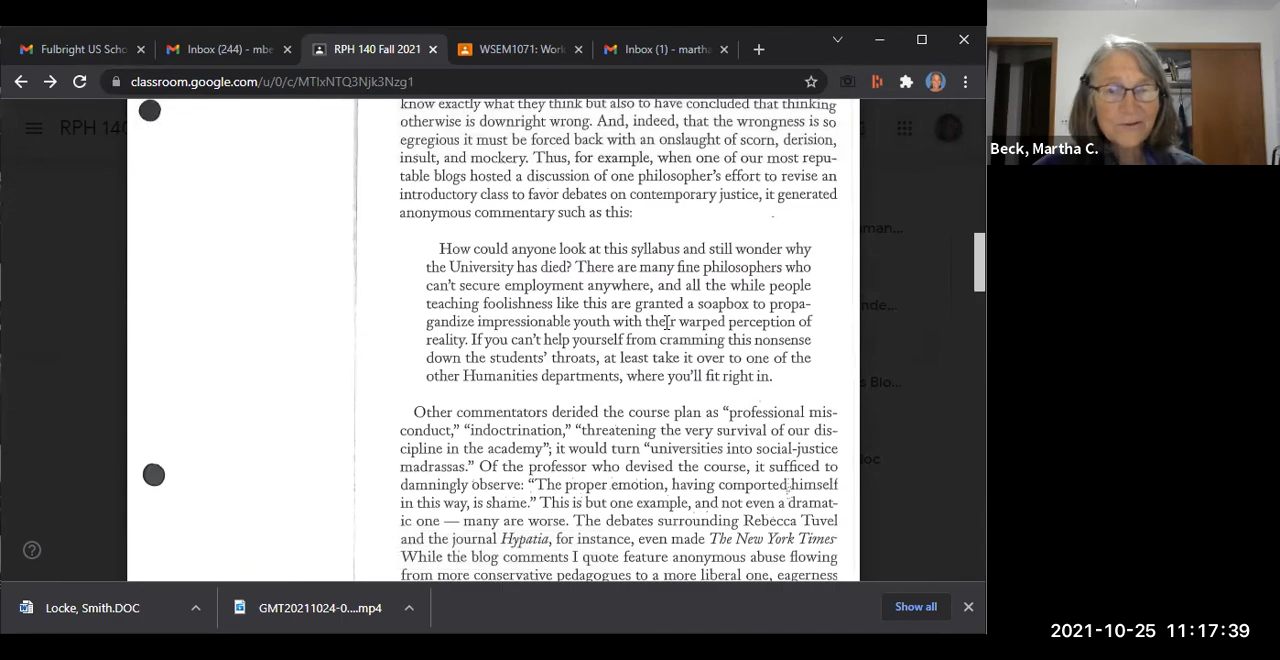 Fulbright US Scho
Inbox (244) - mbe
RPH 140 Fall 2021
WSEM1071: Work
Inbox (1) - martha
classroom.google.com/u/0/c/MTIxNTQ3Njk3Nzg1
RPH 140
know exactly what they think but also to have concluded that thinking
otherwise is downright wrong. And, indeed, that the wrongness is so
egregious it must be forced back with an onslaught of scorn, derision,
insult, and mockery. Thus, for example, when one of our most repu-
table blogs hosted a discussion of one philosopher's effort to revise an
introductory class to favor debates on contemporary justice, it generated
anonymous commentary such as this:
How could anyone look at this syllabus and still wonder why
the University has died? There are many fine philosophers who
can't secure employment anywhere, and all the while people
teaching foolishness like this are granted a soapbox to propa-
gandize impressionable youth with their warped perception of
reality. If you can't help yourself from cramming this nonsense
down the students' throats, at least take it over to one of the
other Humanities departments, where you'll fit right in.
Other commentators derided the course plan as "professional mis-
conduct," "indoctrination," "threatening the very survival of our dis-
cipline in the academy"; it would turn "universities into social-justice
madrassas." Of the professor who devised the course, it sufficed to
damningly observe: "The proper emotion, having comported himself
in this way, is shame." This is but one example, and not even a dramat-
ic one — many are worse. The debates surrounding Rebecca Tuvel
and the journal Hypatia, for instance, even made The New York Times
While the blog comments I quote feature anonymous abuse flowing
from more conservative pedagogues to a more liberal one, eagerness
man...
nde...
s Blo...
loc
Locke, Smith.DOC
GMT20211024-0....mp4
Show all
Beck, Martha C.
2021-10-25 11:17:39